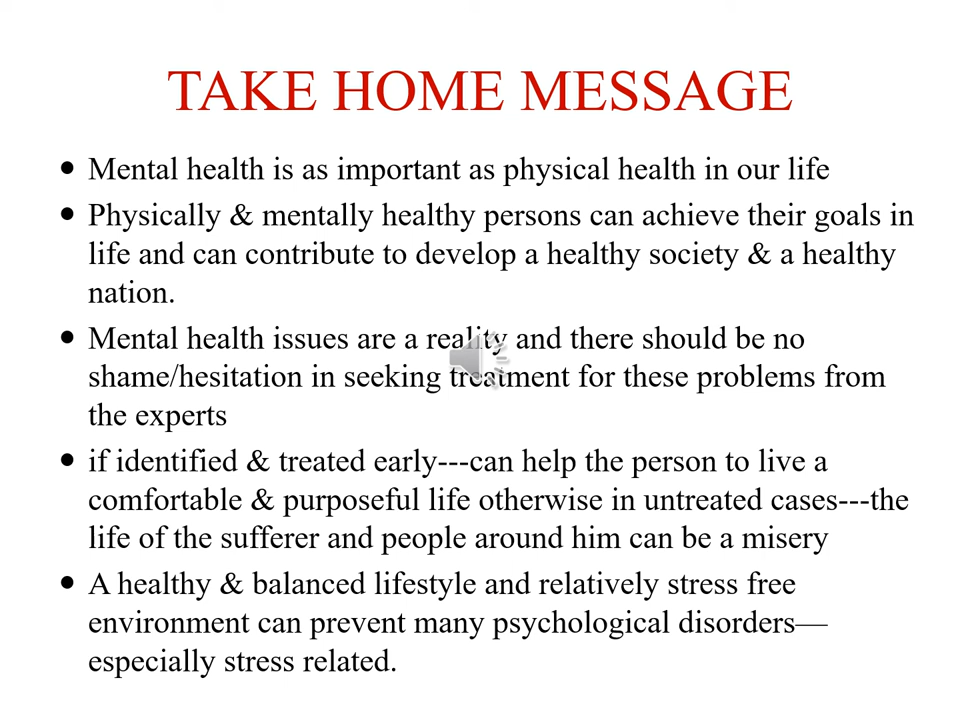 TAKE HOME MESSAGE
• Mental health is as important as physical health in our life
• Physically & mentally healthy persons can achieve their goals in
life and can contribute to develop a healthy society & a healthy
nation.
• Mental health issues are a reality and there should be no
shame/hesitation in seeking treatment for these problems from
the experts
• if identified & treated early---can help the person to live a
comfortable & purposeful life otherwise in untreated cases---the
life of the sufferer and people around him can be a misery
• A healthy & balanced lifestyle and relatively stress free
environment can prevent many psychological disorders—
especially stress related.